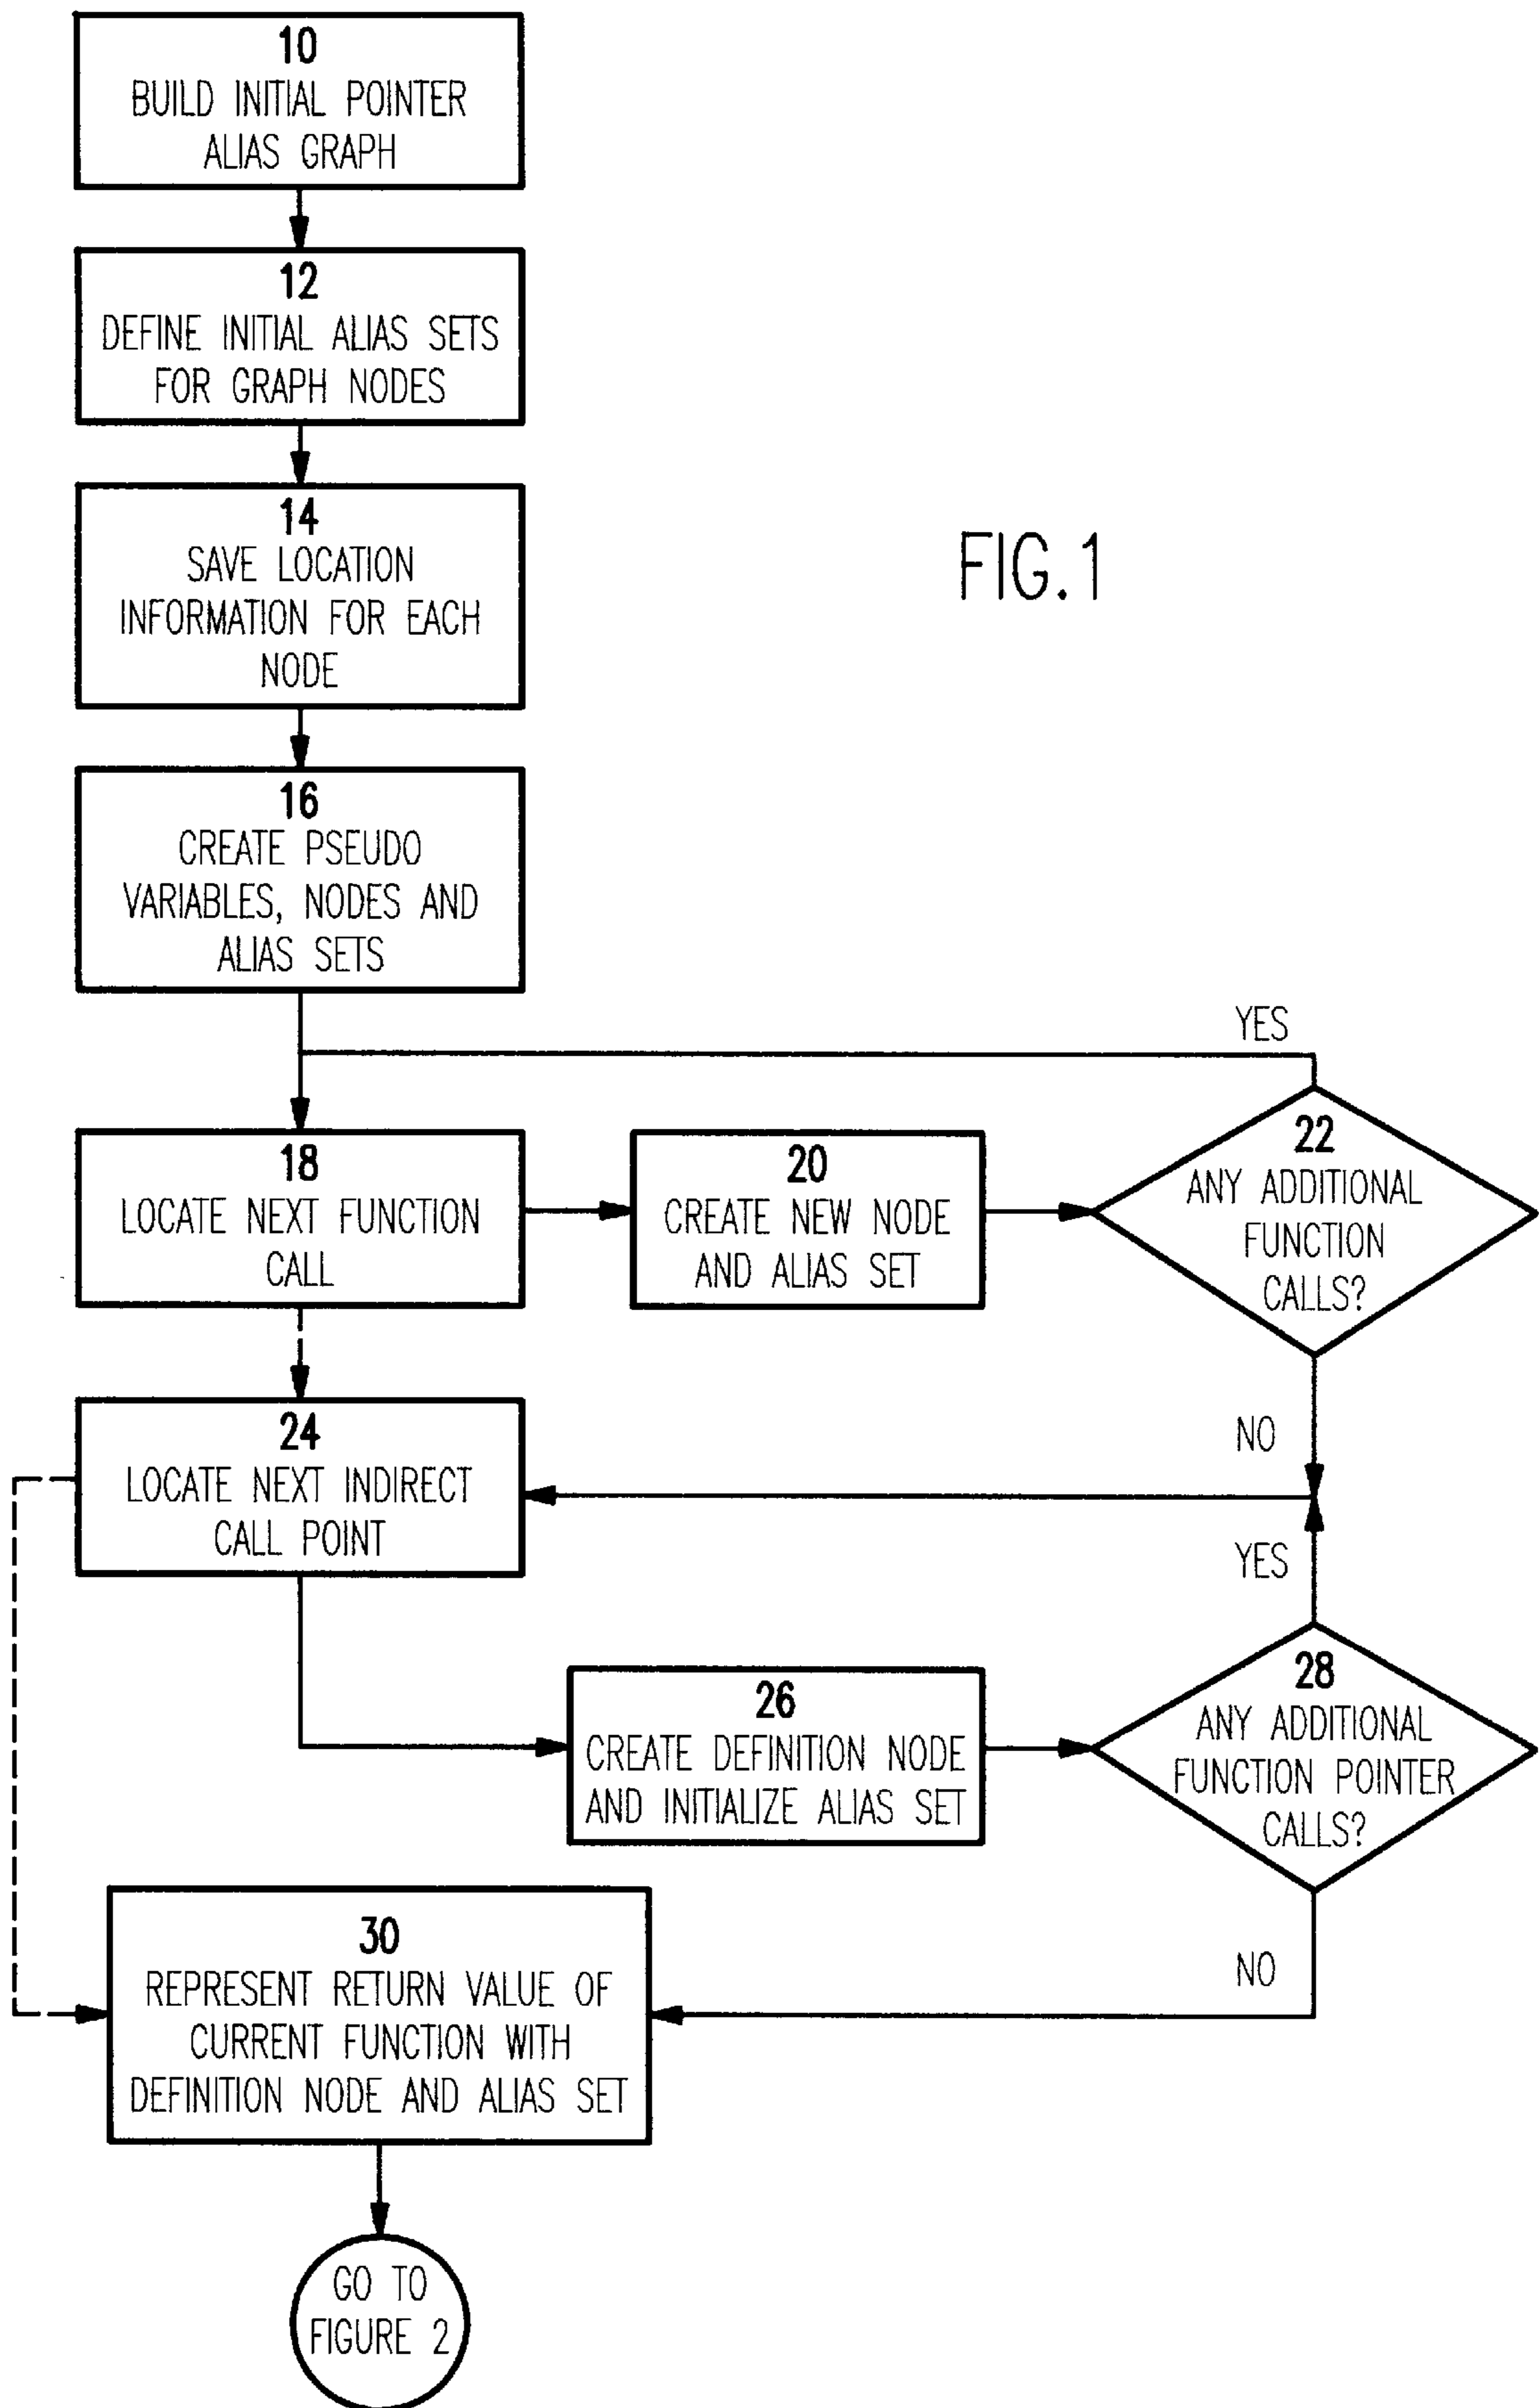 10
BUILD INITIAL POINTER
ALIAS GRAPH
12
DEFINE INITIAL ALIAS SETS
FOR GRAPH NODES
14
SAVE LOCATION
INFORMATION FOR EACH
NODE
FIG.1
16
CREATE PSEUDO
VARIABLES, NODES AND
ALIAS SETS
YES
18
LOCATE NEXT FUNCTION
CALL
20
CREATE NEW NODE
AND ALIAS SET
22
ANY ADDITIONAL
FUNCTION
CALLS?
NO
24
LOCATE NEXT INDIRECT
CALL POINT
YES
26
CREATE DEFINITION NODE
AND INITIALIZE ALIAS SET
28
ANY ADDITIONAL
FUNCTION POINTER
CALLS?
NO
30
REPRESENT RETURN VALUE OF
CURRENT FUNCTION WITH
DEFINITION NODE AND ALIAS SET
GO TO
FIGURE 2